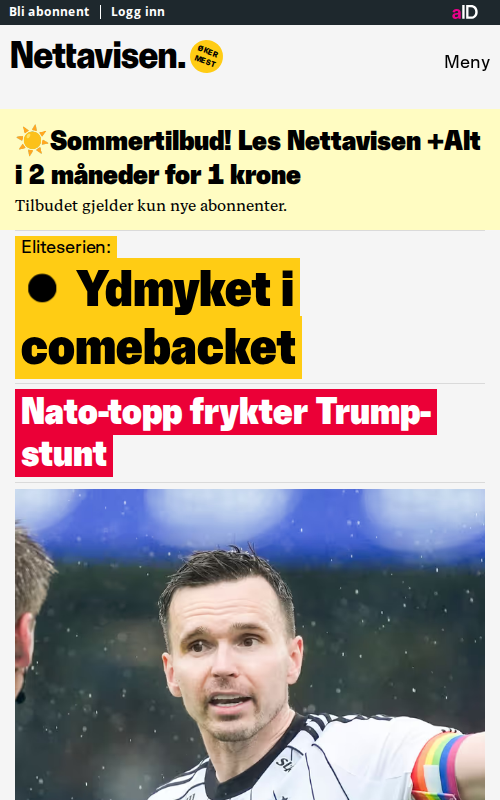 Bli abonnent | Logg inn
aID
Nettavisen.
ØKER
MEST
Meny
☀️Sommertilbud! Les Nettavisen +Alt
i 2 måneder for 1 krone
Tilbudet gjelder kun nye abonnenter.
Eliteserien:
● Ydmyket i
comebacket
Nato-topp frykter Trump-
stunt